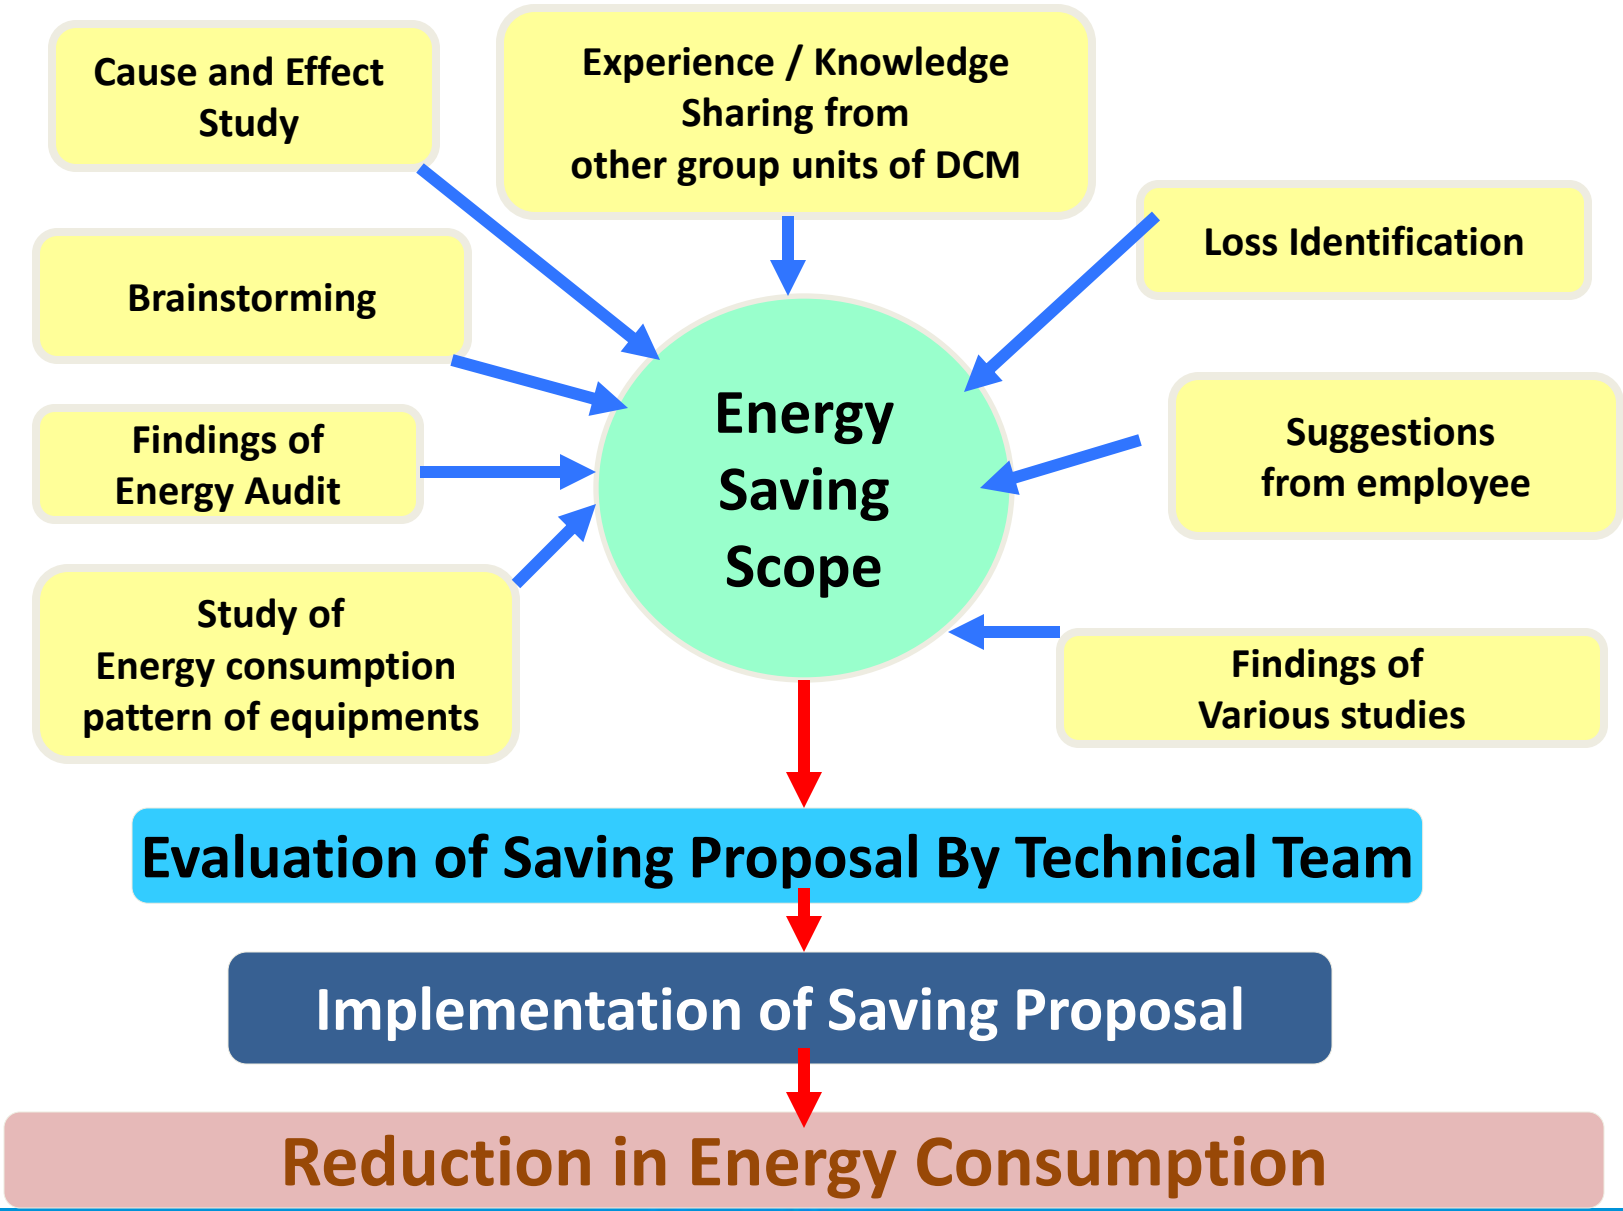 Cause and Effect
Study
Experience / Knowledge
Sharing from
other group units of DCM
Loss Identification
Brainstorming
Energy
Saving
Scope
Findings of
Energy Audit
Suggestions
from employee
Study of
Energy consumption
pattern of equipments
Findings of
Various studies
Evaluation of Saving Proposal By Technical Team
Implementation of Saving Proposal
Reduction in Energy Consumption